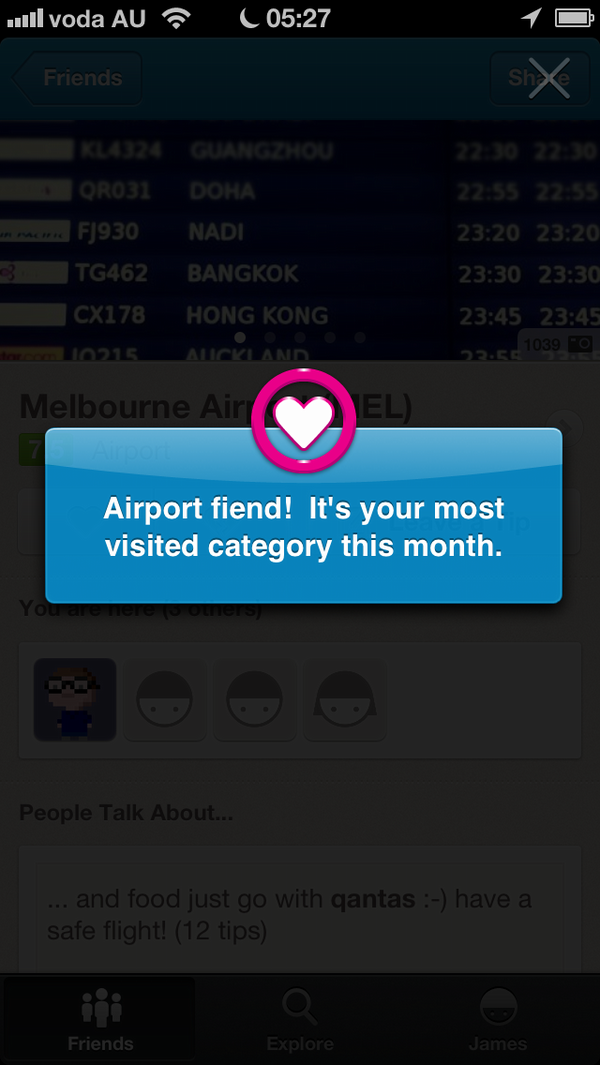 voda AU 05:27
Friends Share
KL4324 GUANGZHOU 22:30 22:30
QR031 DOHA 22:55 22:55
FJ930 NADI 23:20 23:20
TG462 BANGKOK 23:30 23:30
CX178 HONG KONG 23:45 23:45
JQ215 AUCKLAND 23:55
1039
Melbourne Airport (MEL)
Airport
Airport fiend! It's your most
visited category this month.
You are here (3 others)
People Talk About...
... and food just go with qantas :-) have a
safe flight! (12 tips)
Friends Explore James